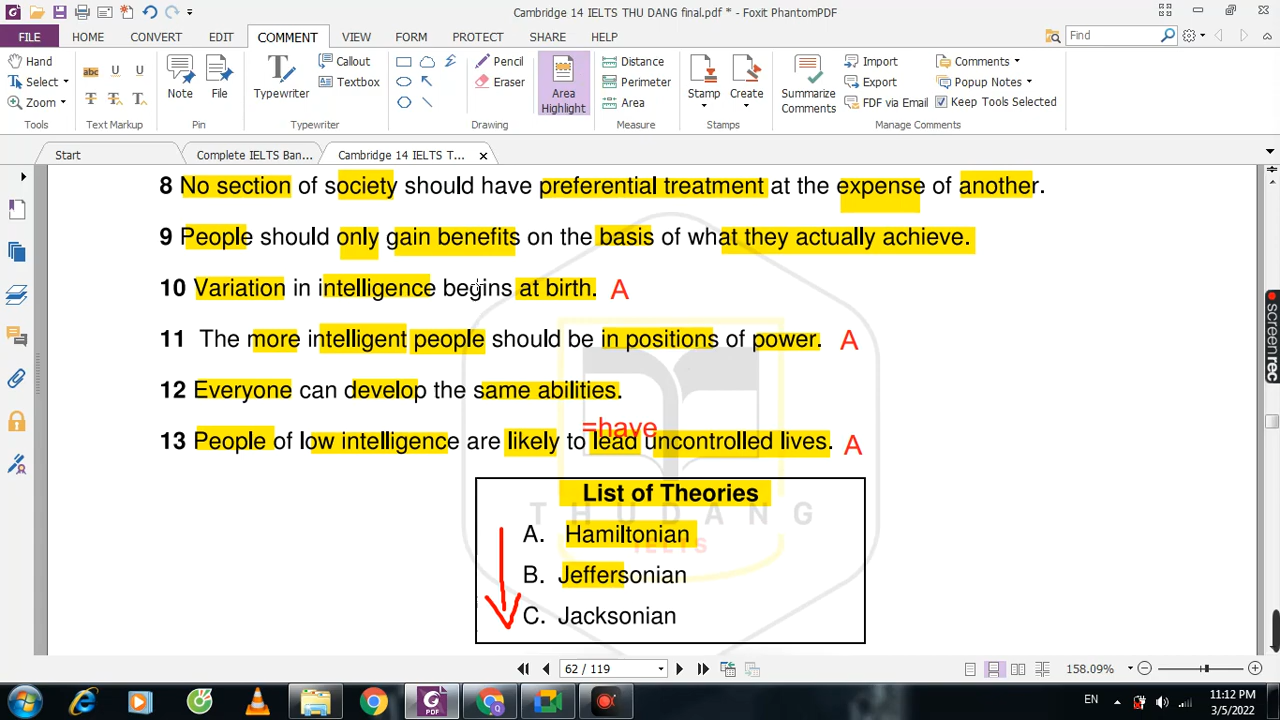 Cambridge 14 IELTS THU DANG final.pdf * - Foxit PhantomPDF
FILE HOME CONVERT EDIT COMMENT VIEW FORM PROTECT SHARE HELP Find
Hand Select Zoom Tools
abc U U T T T Text Markup
Note File Pin
Typewriter Callout Textbox Typewriter
Pencil Eraser Area Highlight Drawing
Distance Perimeter Area Measure
Stamp Create Stamps
Summarize Comments Import Export FDF via Email Comments Popup Notes Keep Tools Selected Manage Comments
Start Complete IELTS Ban... Cambridge 14 IELTS T...
8 No section of society should have preferential treatment at the expense of another.
9 People should only gain benefits on the basis of what they actually achieve.
10 Variation in intelligence begins at birth. A
11 The more intelligent people should be in positions of power. A
12 Everyone can develop the same abilities.
=have
13 People of low intelligence are likely to lead uncontrolled lives. A
List of Theories
THU DANG
A. Hamiltonian
IELTS
B. Jeffersonian
C. Jacksonian
Screenrec
62 / 119 158.09%
EN 11:12 PM
3/5/2022